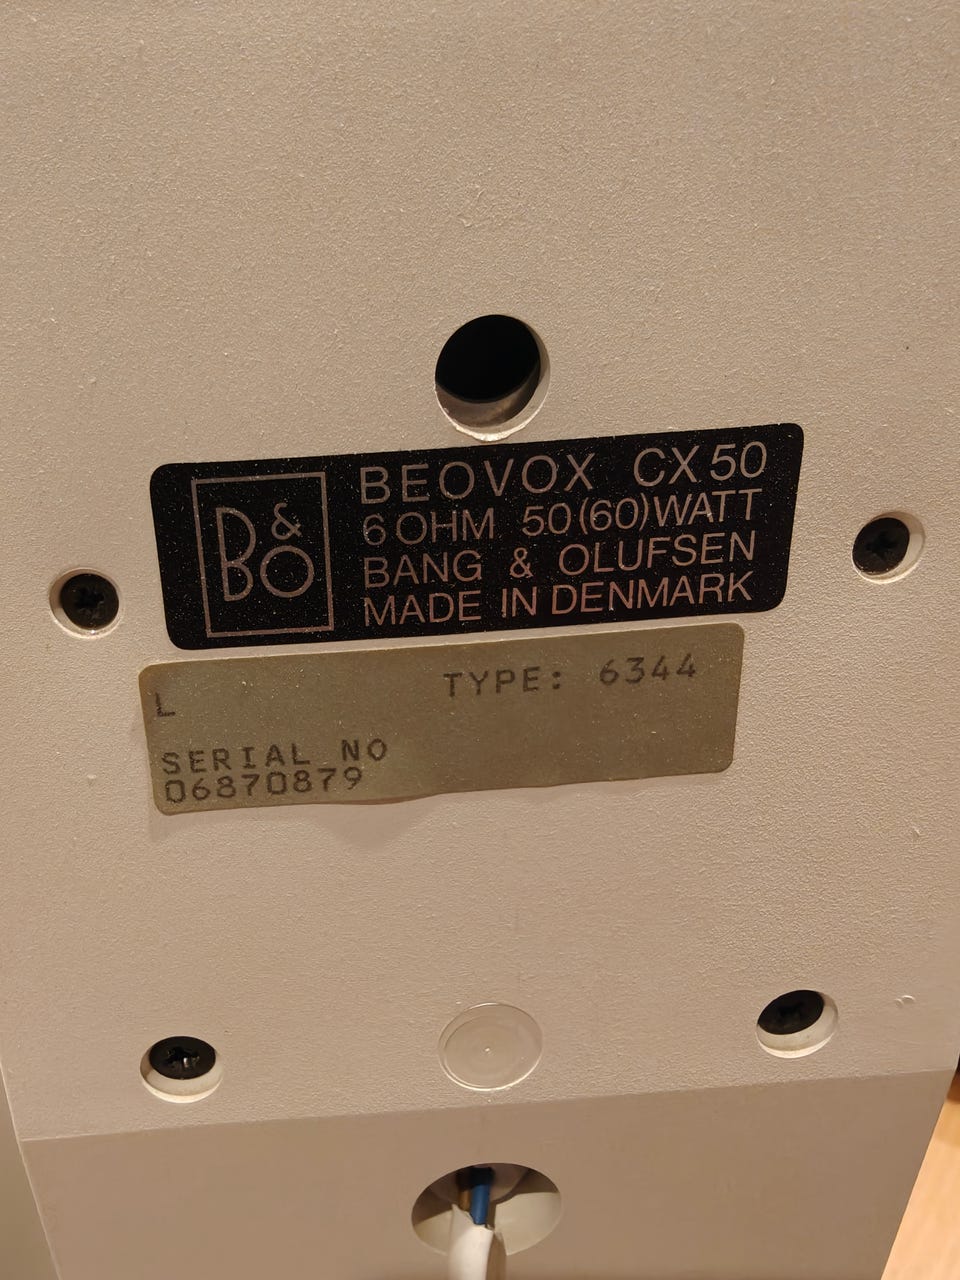 B&O
BEOVOX CX50
6 OHM 50(60)WATT
BANG & OLUFSEN
MADE IN DENMARK
TYPE: 6344
L
SERIAL NO
06870879